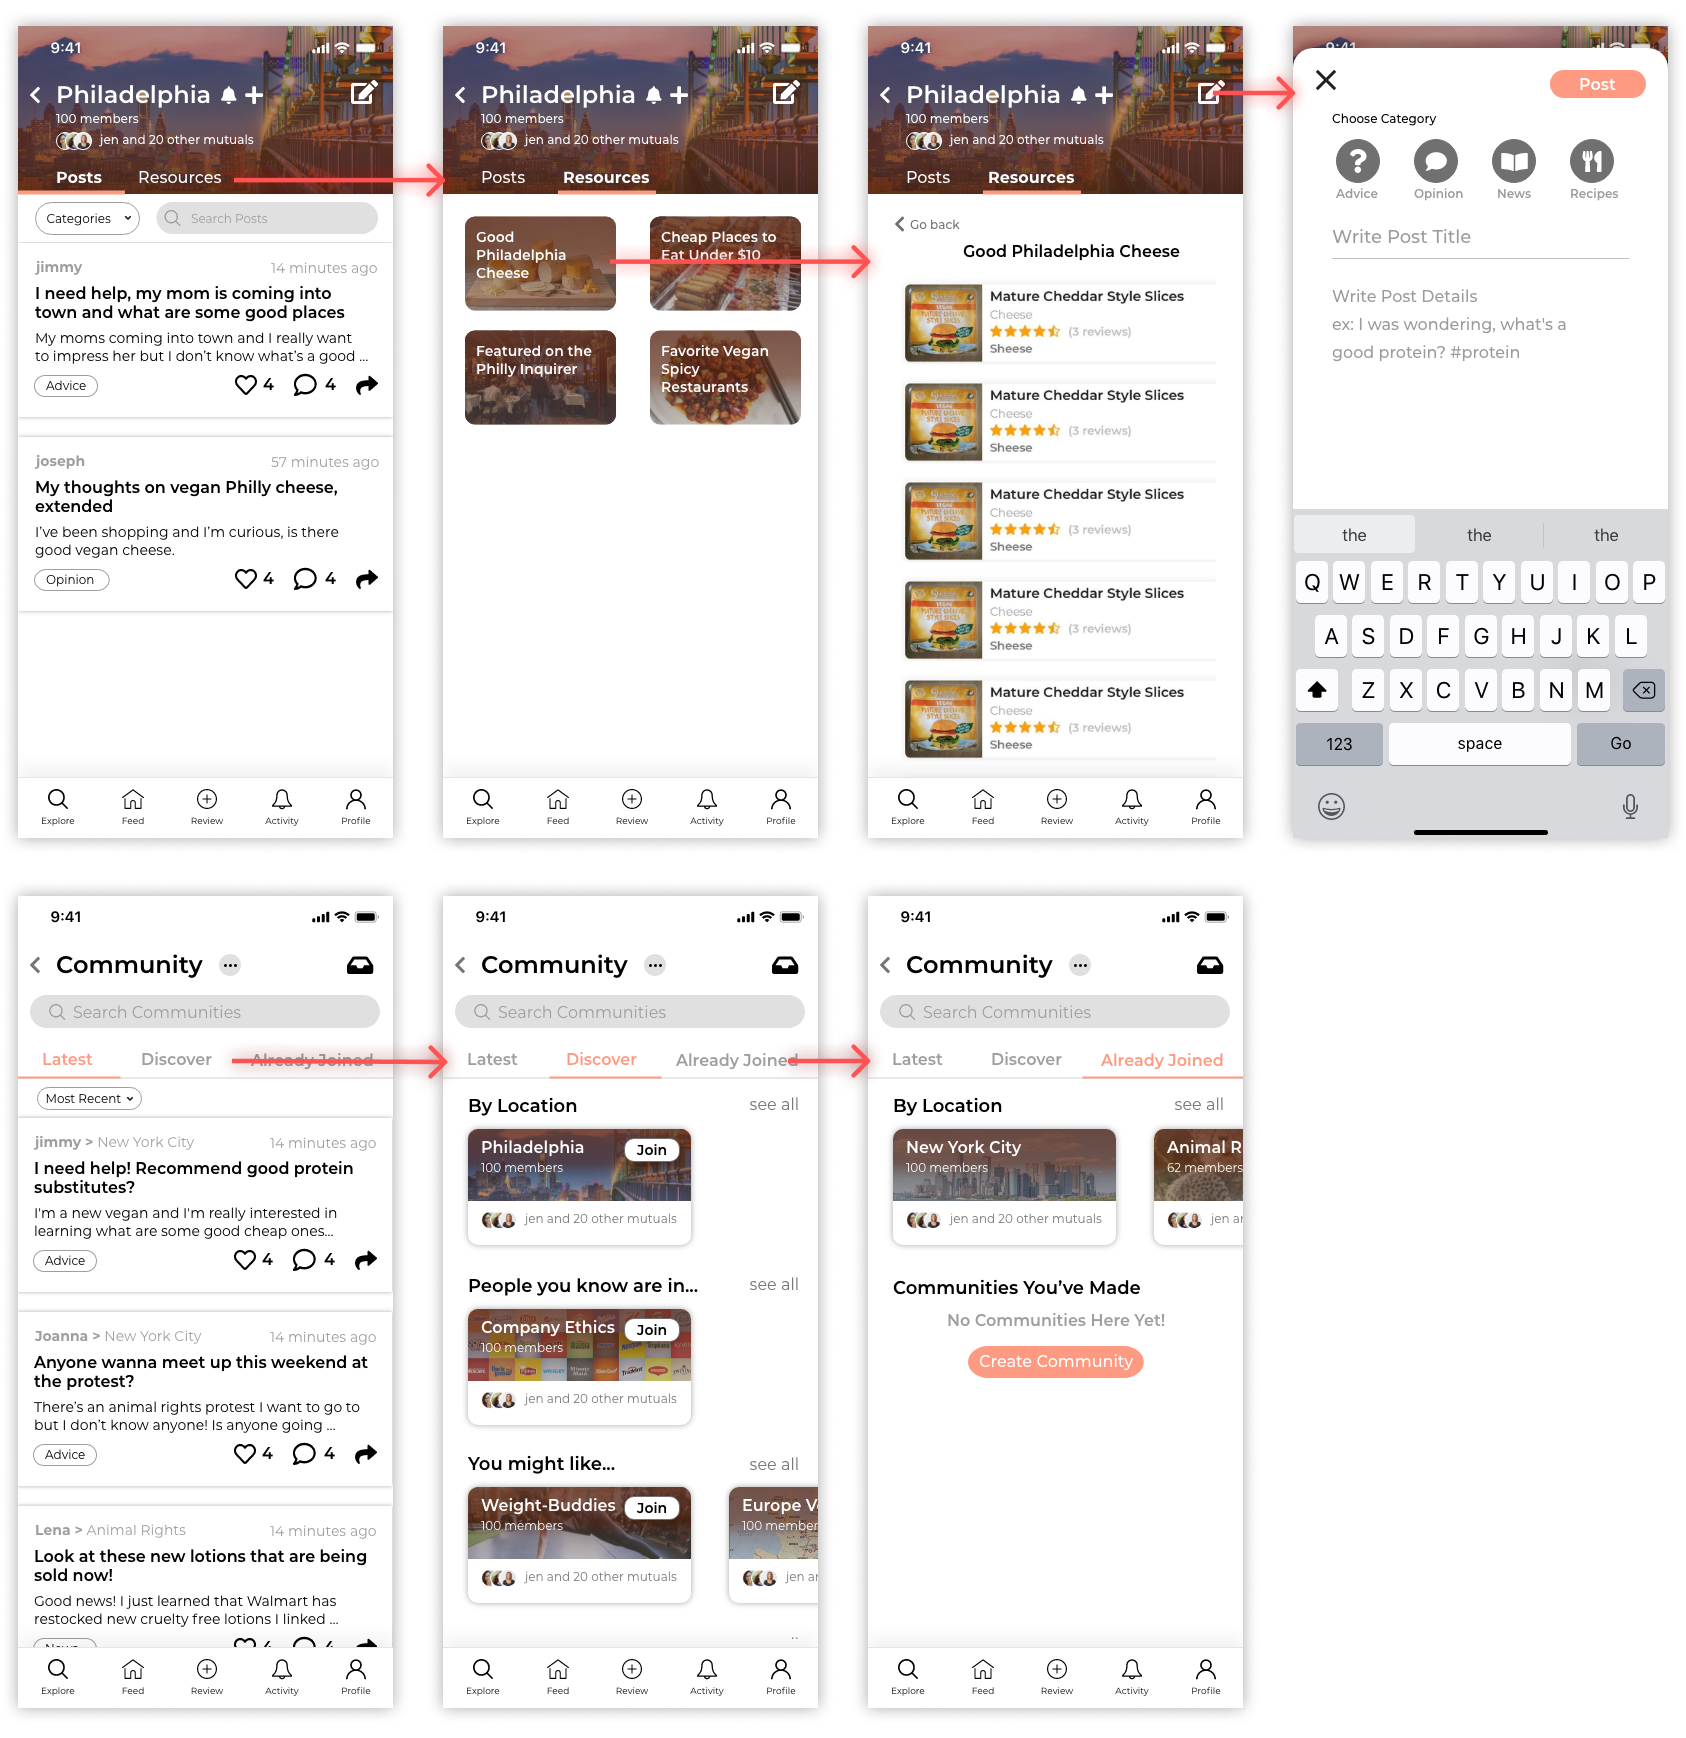 9:41
Philadelphia
100 members
jen and 20 other mutuals
Posts Resources
Categories Search Posts
jimmy 14 minutes ago
I need help, my mom is coming into
town and what are some good places
My moms coming into town and I really want
to impress her but I don't know what's a good ...
Advice 4 4
joseph 57 minutes ago
My thoughts on vegan Philly cheese,
extended
I've been shopping and I'm curious, is there
good vegan cheese.
Opinion 4 4
Explore Feed Review Activity Profile
9:41
Philadelphia
100 members
jen and 20 other mutuals
Posts Resources
Good
Philadelphia
Cheese
Cheap Places to
Eat Under $10
Featured on the
Philly Inquirer
Favorite Vegan
Spicy
Restaurants
Explore Feed Review Activity Profile
9:41
Philadelphia
100 members
jen and 20 other mutuals
Posts Resources
Go back
Good Philadelphia Cheese
Mature Cheddar Style Slices
Cheese
(3 reviews)
Sheese
Mature Cheddar Style Slices
Cheese
(3 reviews)
Sheese
Mature Cheddar Style Slices
Cheese
(3 reviews)
Sheese
Mature Cheddar Style Slices
Cheese
(3 reviews)
Sheese
Mature Cheddar Style Slices
Cheese
(3 reviews)
Sheese
Explore Feed Review Activity Profile
9:41
Post
Choose Category
Advice Opinion News Recipes
Write Post Title
Write Post Details
ex: I was wondering, what's a
good protein? #protein
the the the
Q W E R T Y U I O P
A S D F G H J K L
Z X C V B N M
123 space Go
9:41
Community
Search Communities
Latest Discover Already Joined
Most Recent
jimmy > New York City 14 minutes ago
I need help! Recommend good protein
substitutes?
I'm a new vegan and I'm really interested in
learning what are some good cheap ones...
Advice 4 4
Joanna > New York City 14 minutes ago
Anyone wanna meet up this weekend at
the protest?
There's an animal rights protest I want to go to
but I don't know anyone! Is anyone going ...
Advice 4 4
Lena > Animal Rights 14 minutes ago
Look at these new lotions that are being
sold now!
Good news! I just learned that Walmart has
restocked new cruelty free lotions I linked ...
News 4 4
Explore Feed Review Activity Profile
9:41
Community
Search Communities
Latest Discover Already Joined
By Location see all
Philadelphia Join
100 members
jen and 20 other mutuals
People you know are in... see all
Company Ethics Join
100 members
jen and 20 other mutuals
You might like... see all
Weight-Buddies Join
100 members
jen and 20 other mutuals
Europe V
100 member
jen ar
Explore Feed Review Activity Profile
9:41
Community
Search Communities
Latest Discover Already Joined
By Location see all
New York City
100 members
jen and 20 other mutuals
Animal R
62 members
jen ar
Communities You've Made
No Communities Here Yet!
Create Community
Explore Feed Review Activity Profile